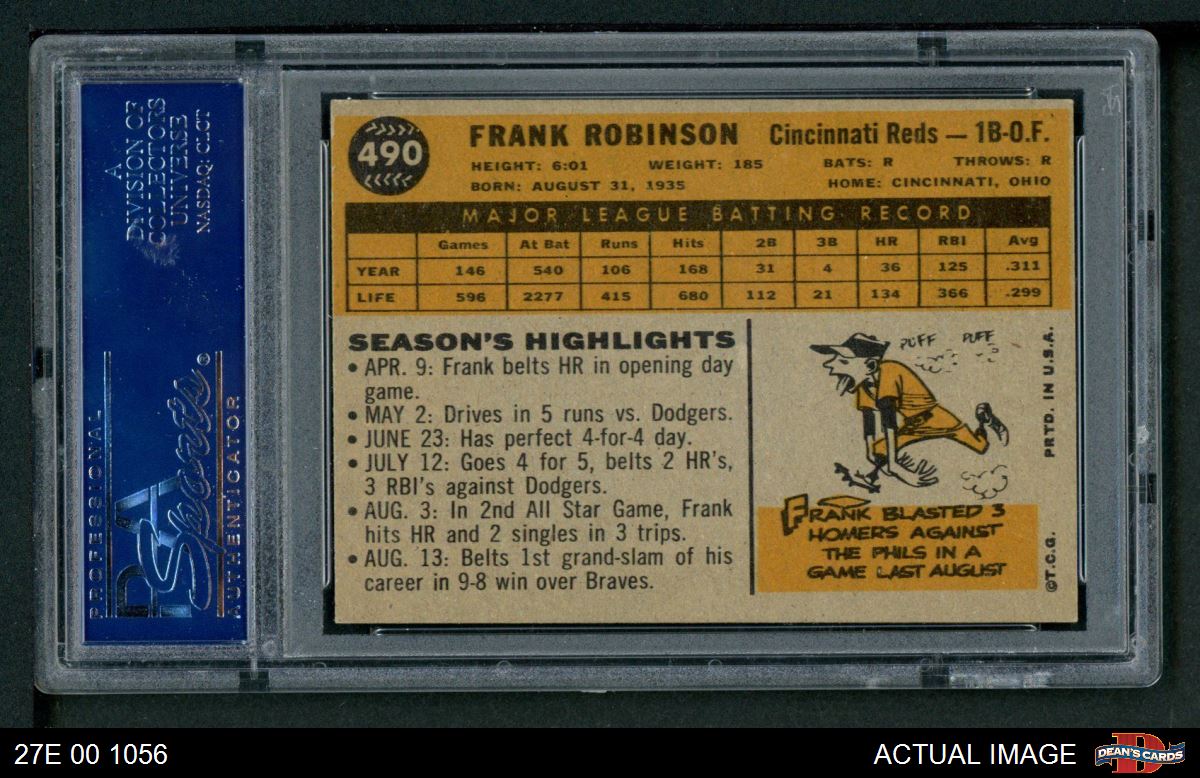 A
DIVISION OF
COLLECTORS
UNIVERSE
NASDAQ: CLCT
PROFESSIONAL
PSA
Sports®
AUTHENTICATOR
490
FRANK ROBINSON Cincinnati Reds — 1B-O.F.
HEIGHT: 6:01 WEIGHT: 185 BATS: R THROWS: R
BORN: AUGUST 31, 1935 HOME: CINCINNATI, OHIO
MAJOR LEAGUE BATTING RECORD
Games At Bat Runs Hits 2B 3B HR RBI Avg
YEAR 146 540 106 168 31 4 36 125 .311
LIFE 596 2277 415 680 112 21 134 366 .299
SEASON'S HIGHLIGHTS
• APR. 9: Frank belts HR in opening day
game.
• MAY 2: Drives in 5 runs vs. Dodgers.
• JUNE 23: Has perfect 4-for-4 day.
• JULY 12: Goes 4 for 5, belts 2 HR's,
3 RBI's against Dodgers.
• AUG. 3: In 2nd All Star Game, Frank
hits HR and 2 singles in 3 trips.
• AUG. 13: Belts 1st grand-slam of his
career in 9-8 win over Braves.
PUFF PUFF
FRANK BLASTED 3
HOMERS AGAINST
THE PHILS IN A
GAME LAST AUGUST
PRTD. IN U.S.A.
©T.C.G.
27E 00 1056
ACTUAL IMAGE
DEAN'S CARDS